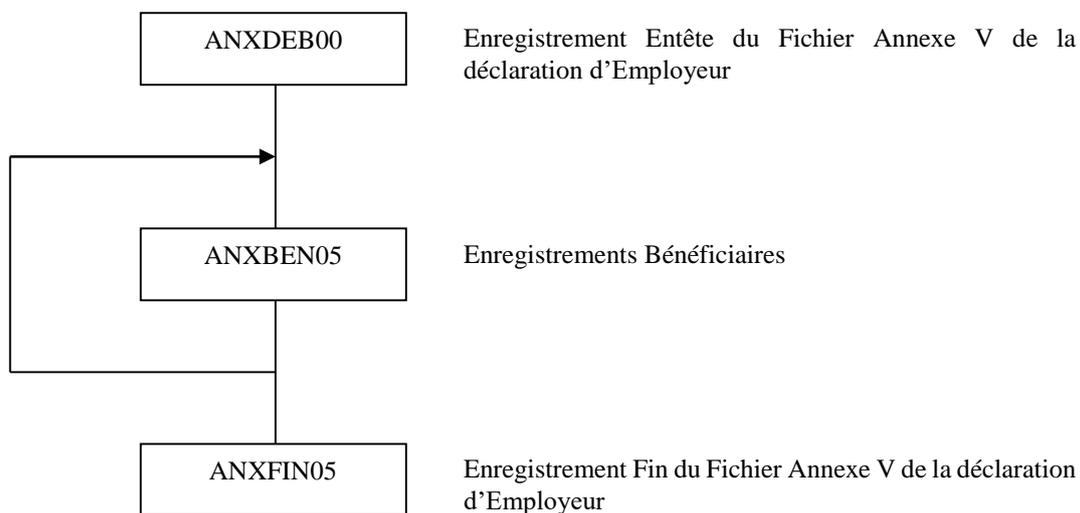 ANXDEB00
Enregistrement Entête du Fichier Annexe V de la
déclaration d’Employeur
ANXBEN05
Enregistrements Bénéficiaires
ANXFIN05
Enregistrement Fin du Fichier Annexe V de la déclaration
d’Employeur